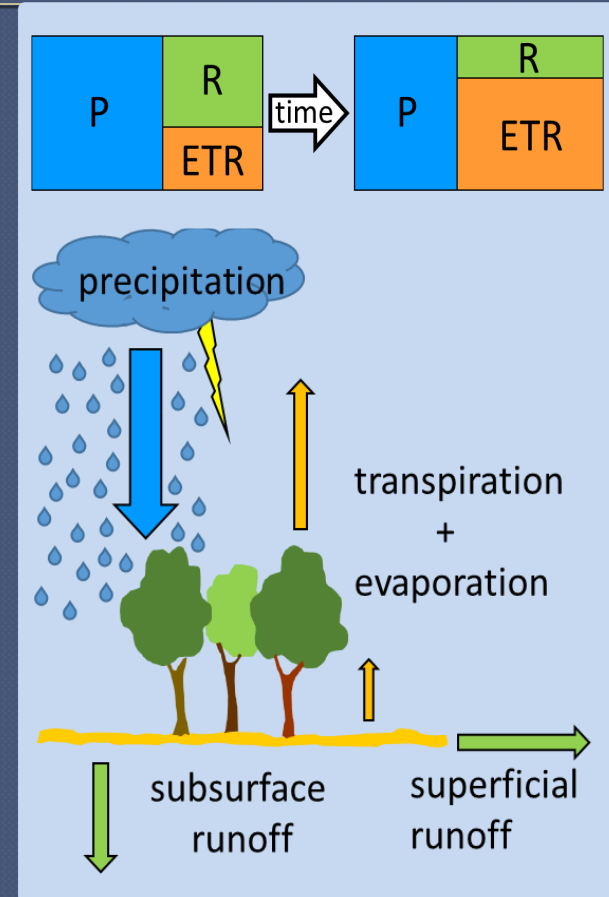 P
R
ETR
time
P
R
ETR
precipitation
transpiration
+
evaporation
subsurface
runoff
superficial
runoff